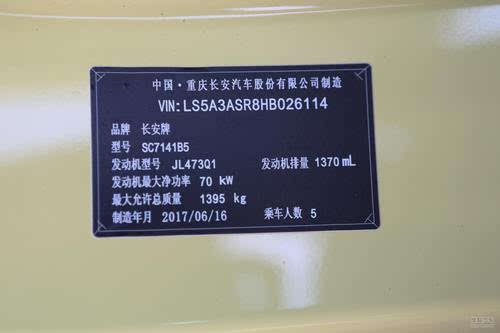 中国·重庆长安汽车股份有限公司制造
VIN:LS5A3ASR8HB026114
品牌 长安牌
型号 SC7141B5
发动机型号 JL473Q1 发动机排量 1370 mL
发动机最大净功率 70 kW
最大允许总质量 1395 kg
制造年月 2017/06/16 乘车人数 5